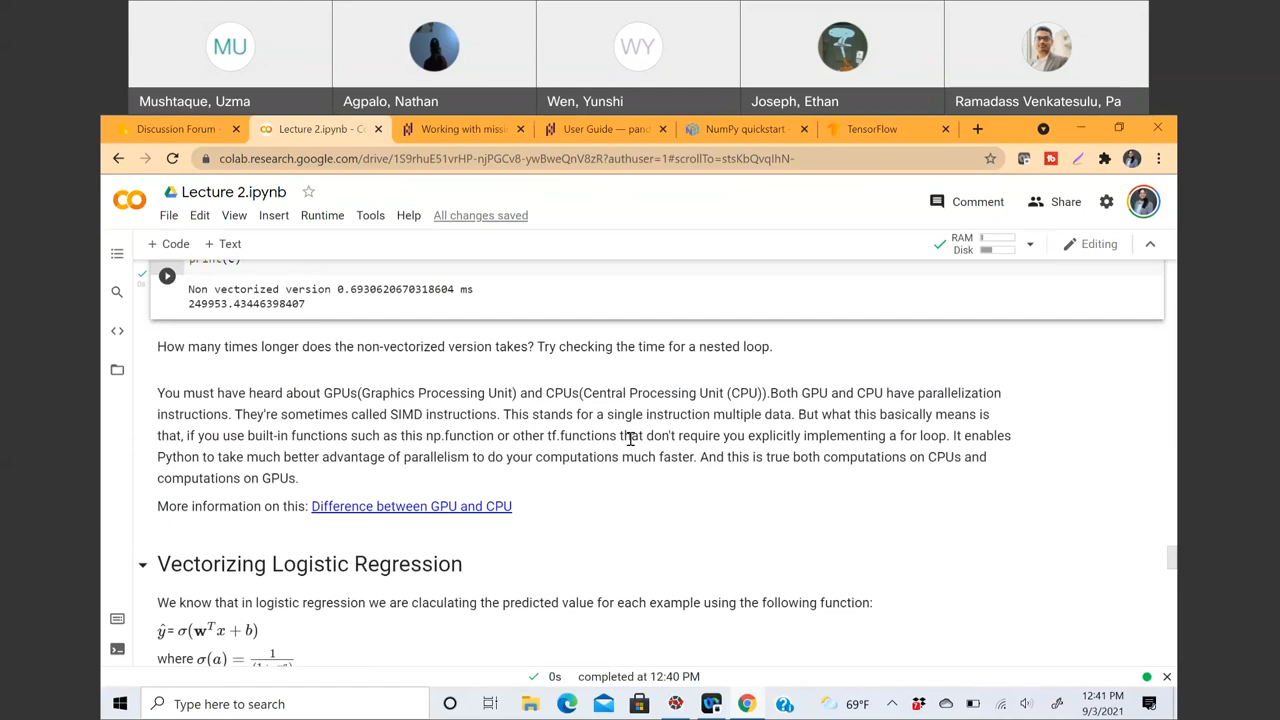 MU
WY
Mushtaque, Uzma
Agpalo, Nathan
Wen, Yunshi
Joseph, Ethan
Ramadass Venkatesulu, Pa
Discussion Forum
Lecture 2.ipynb - C
Working with missi
User Guide — pand
NumPy quickstart -
TensorFlow
colab.research.google.com/drive/1S9rhuE51vrHP-njPGCv8-ywBweQnV8zR?authuser=1#scrollTo=stsKbQvqIhN-
Lecture 2.ipynb
File Edit View Insert Runtime Tools Help All changes saved
Comment Share
+ Code + Text
RAM
Disk
Editing
print(c)
0s
Non vectorized version 0.6930620670318604 ms
249953.43446398407
How many times longer does the non-vectorized version takes? Try checking the time for a nested loop.
You must have heard about GPUs(Graphics Processing Unit) and CPUs(Central Processing Unit (CPU)).Both GPU and CPU have parallelization
instructions. They're sometimes called SIMD instructions. This stands for a single instruction multiple data. But what this basically means is
that, if you use built-in functions such as this np.function or other tf.functions that don't require you explicitly implementing a for loop. It enables
Python to take much better advantage of parallelism to do your computations much faster. And this is true both computations on CPUs and
computations on GPUs.
More information on this: Difference between GPU and CPU
Vectorizing Logistic Regression
We know that in logistic regression we are claculating the predicted value for each example using the following function:
ŷ= σ(w^T x + b)
where σ(a) = 1
0s completed at 12:40 PM
Type here to search
69°F
12:41 PM
9/3/2021